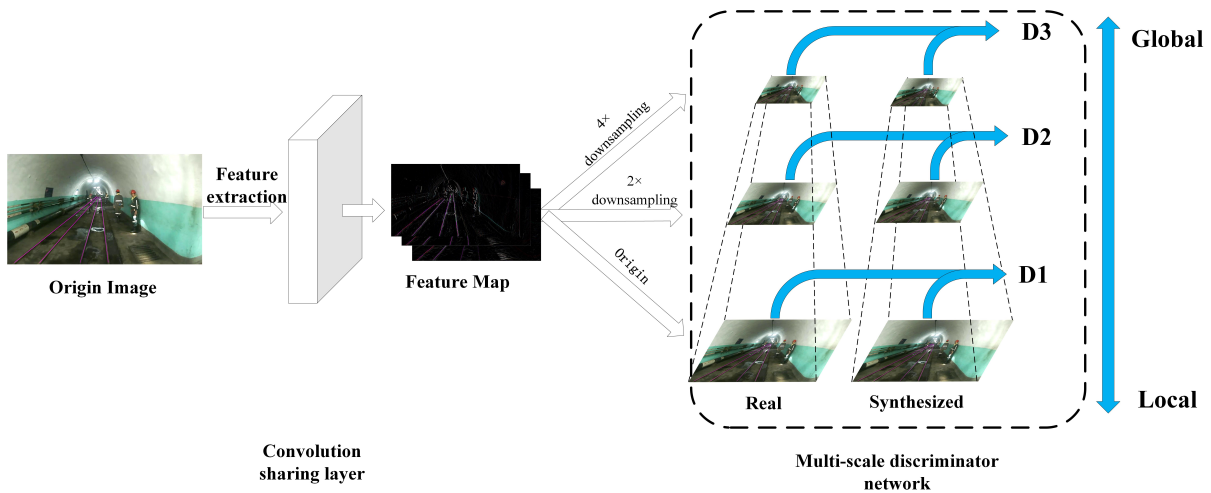 Origin Image
Feature
extraction
Convolution
sharing layer
Feature Map
4×
downsampling
2×
downsampling
Origin
D3
D2
D1
Real
Synthesized
Global
Local
Multi-scale discriminator
network